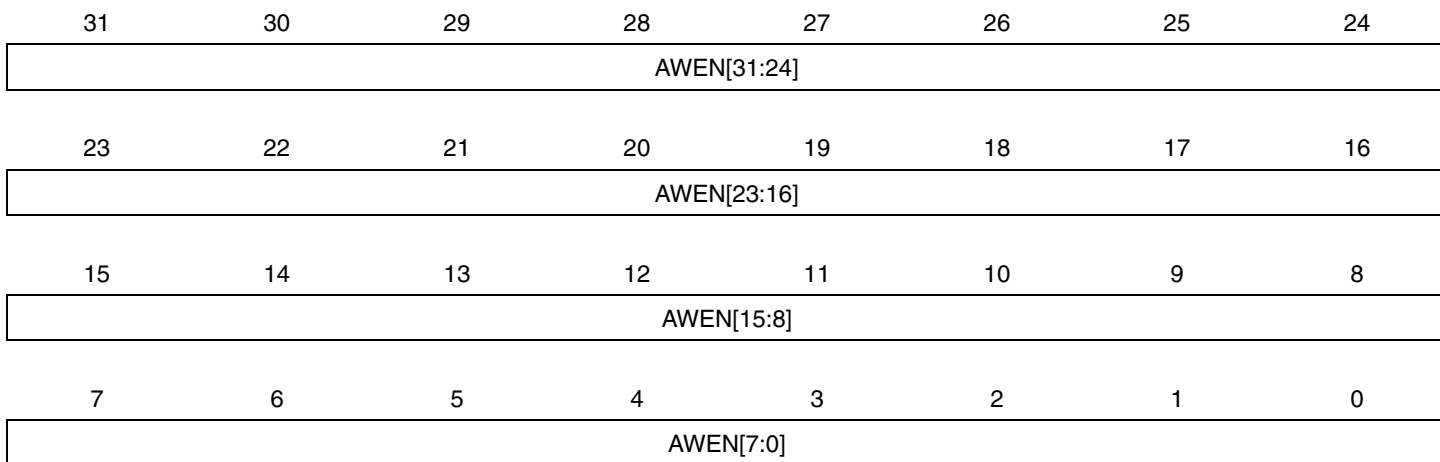 31 30 29 28 27 26 25 24
AWEN[31:24]
23 22 21 20 19 18 17 16
AWEN[23:16]
15 14 13 12 11 10 9 8
AWEN[15:8]
7 6 5 4 3 2 1 0
AWEN[7:0]